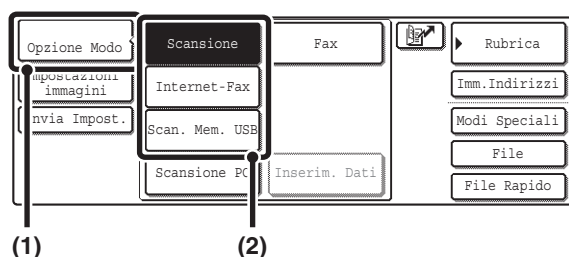 Opzione Modo
Scansione
Fax
Rubrica
Impostazioni
immagini
Internet-Fax
Imm.Indirizzi
Invia Impost.
Scan. Mem. USB
Modi Speciali
File
Scansione PC
Inserim. Dati
File Rapido
(1)
(2)